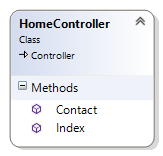 HomeController
Class
Controller
Methods
Contact
Index